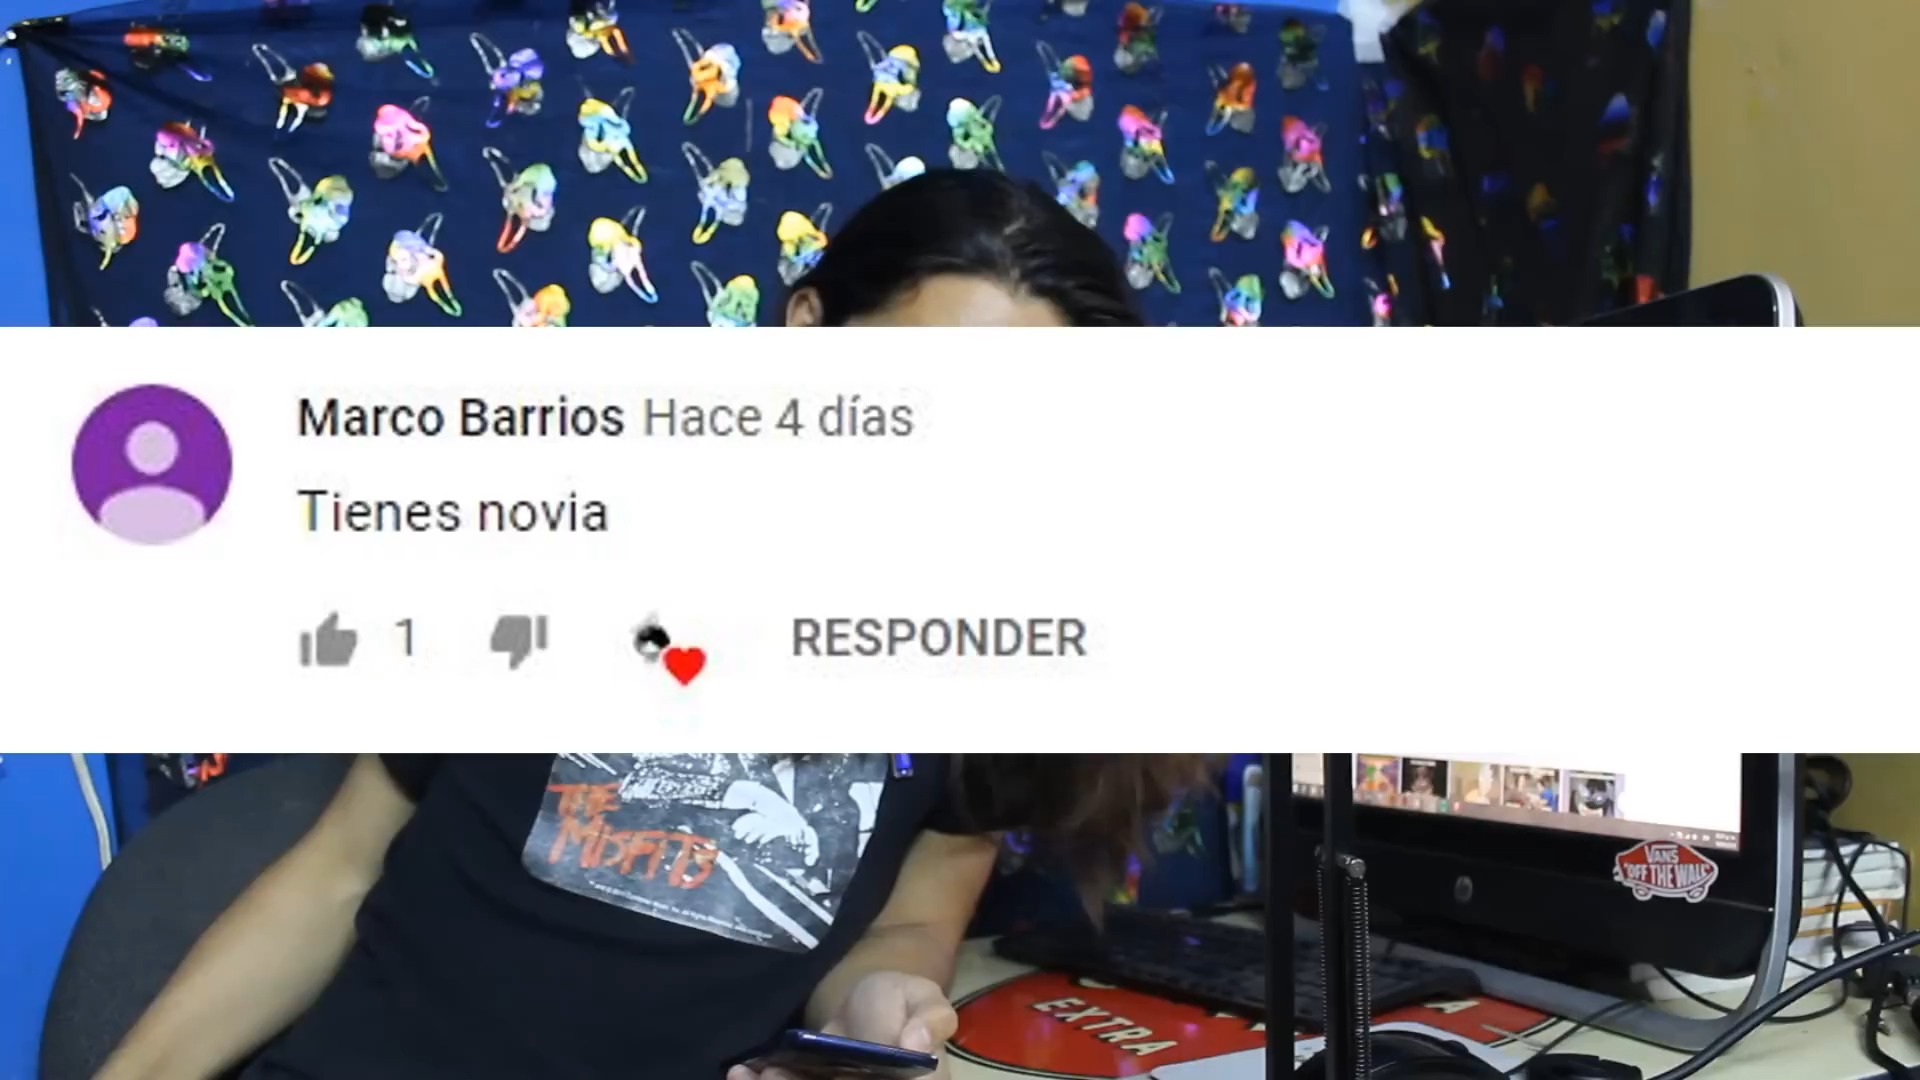 Marco Barrios Hace 4 días
Tienes novia
1
RESPONDER
THE
MISFITS
VANS
"OFF THE WALL"
EXTRA